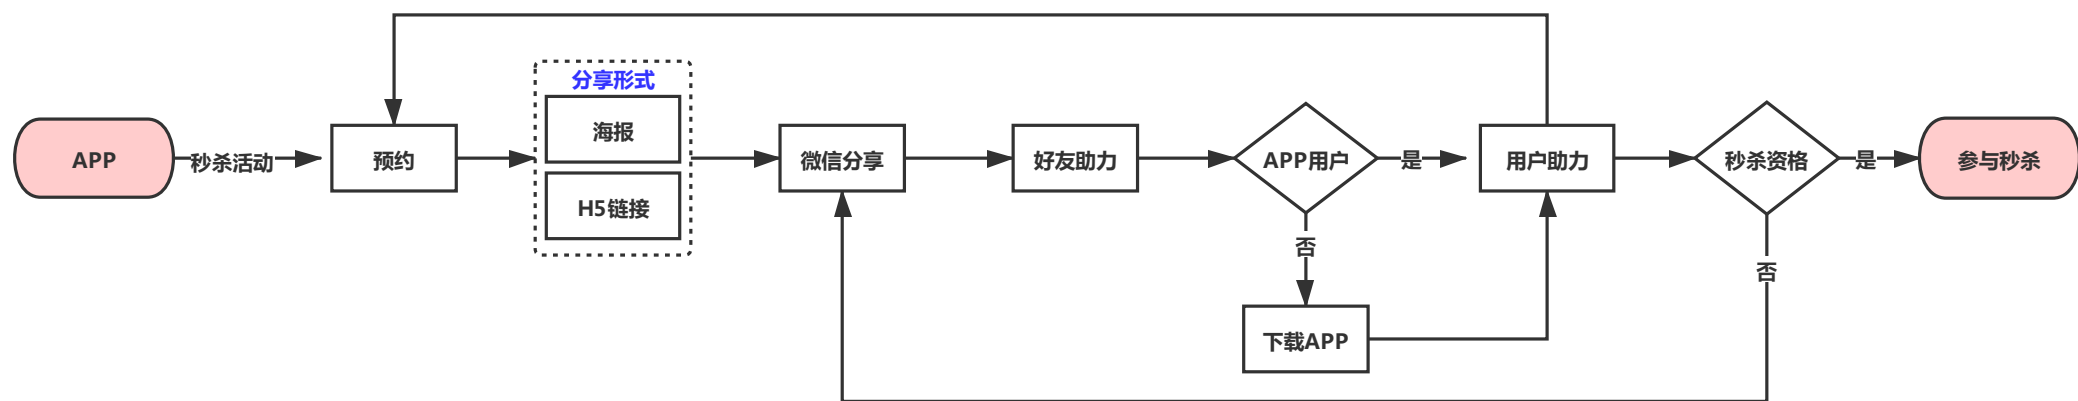 APP
秒杀活动
预约
分享形式
海报
H5链接
微信分享
好友助力
APP用户
是
否
下载APP
用户助力
秒杀资格
是
否
参与秒杀